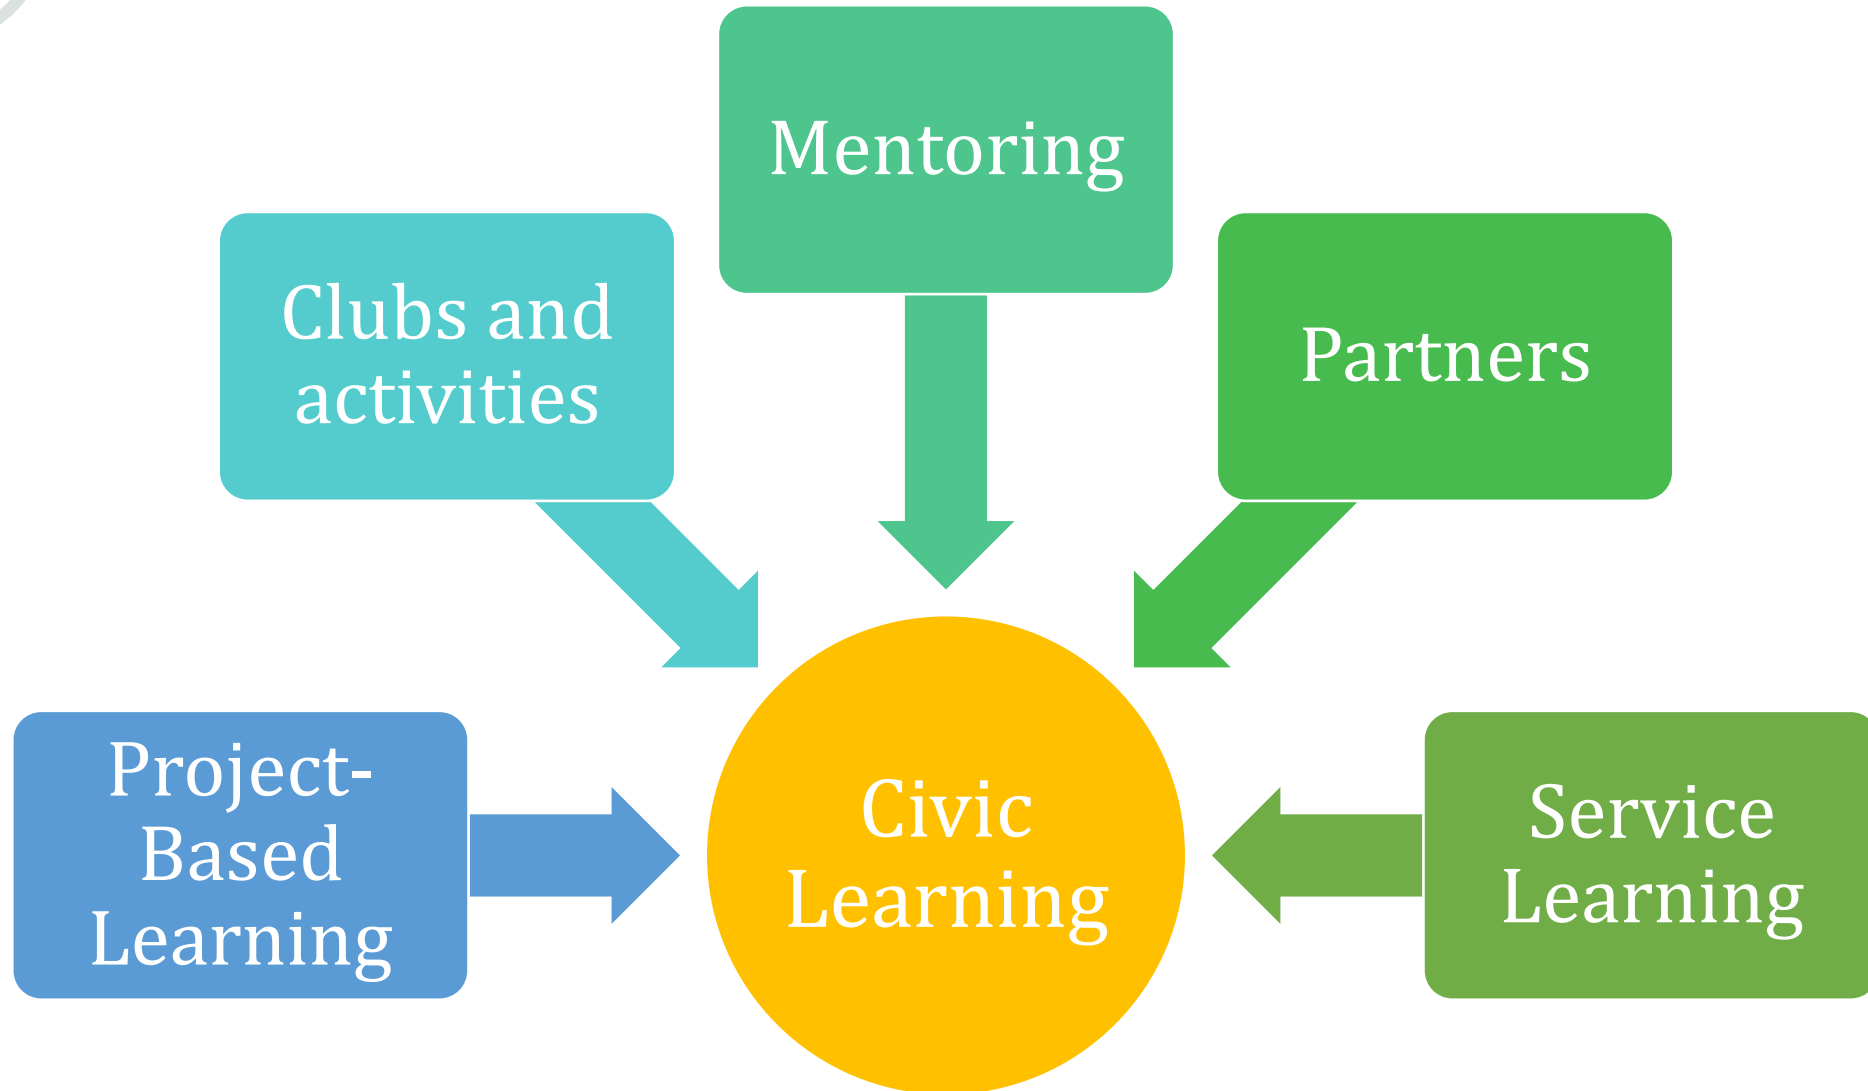 Mentoring
Clubs and
activities
Partners
Project-
Based
Learning
Civic
Learning
Service
Learning